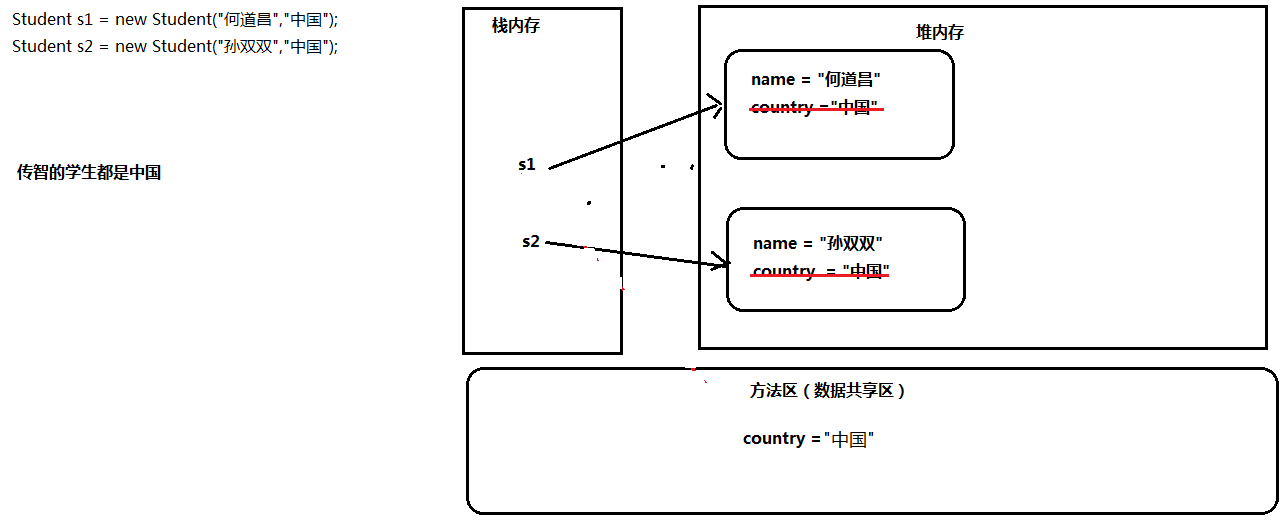 Student s1 = new Student("何道昌","中国");
Student s2 = new Student("孙双双","中国");
传智的学生都是中国
栈内存
s1
s2
堆内存
name = "何道昌"
country ="中国"
name = "孙双双"
country = "中国"
方法区（数据共享区）
country ="中国"